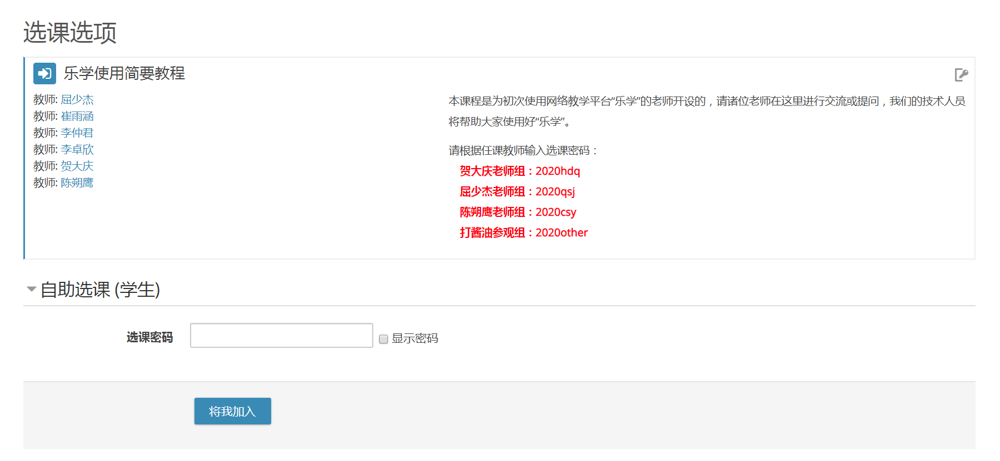 选课选项
乐学使用简要教程
教师: 屈少杰
教师: 崔雨涵
教师: 李仲君
教师: 李卓欣
教师: 贺大庆
教师: 陈朔鹰
本课程是为初次使用网络教学平台“乐学”的老师开设的，请诸位老师在这里进行交流或提问，我们的技术人员
将帮助大家使用好“乐学”。
请根据任课教师输入选课密码：
贺大庆老师组：2020hdq
屈少杰老师组：2020qsj
陈朔鹰老师组：2020csy
打酱油参观组：2020other
自助选课 (学生)
选课密码
显示密码
将我加入